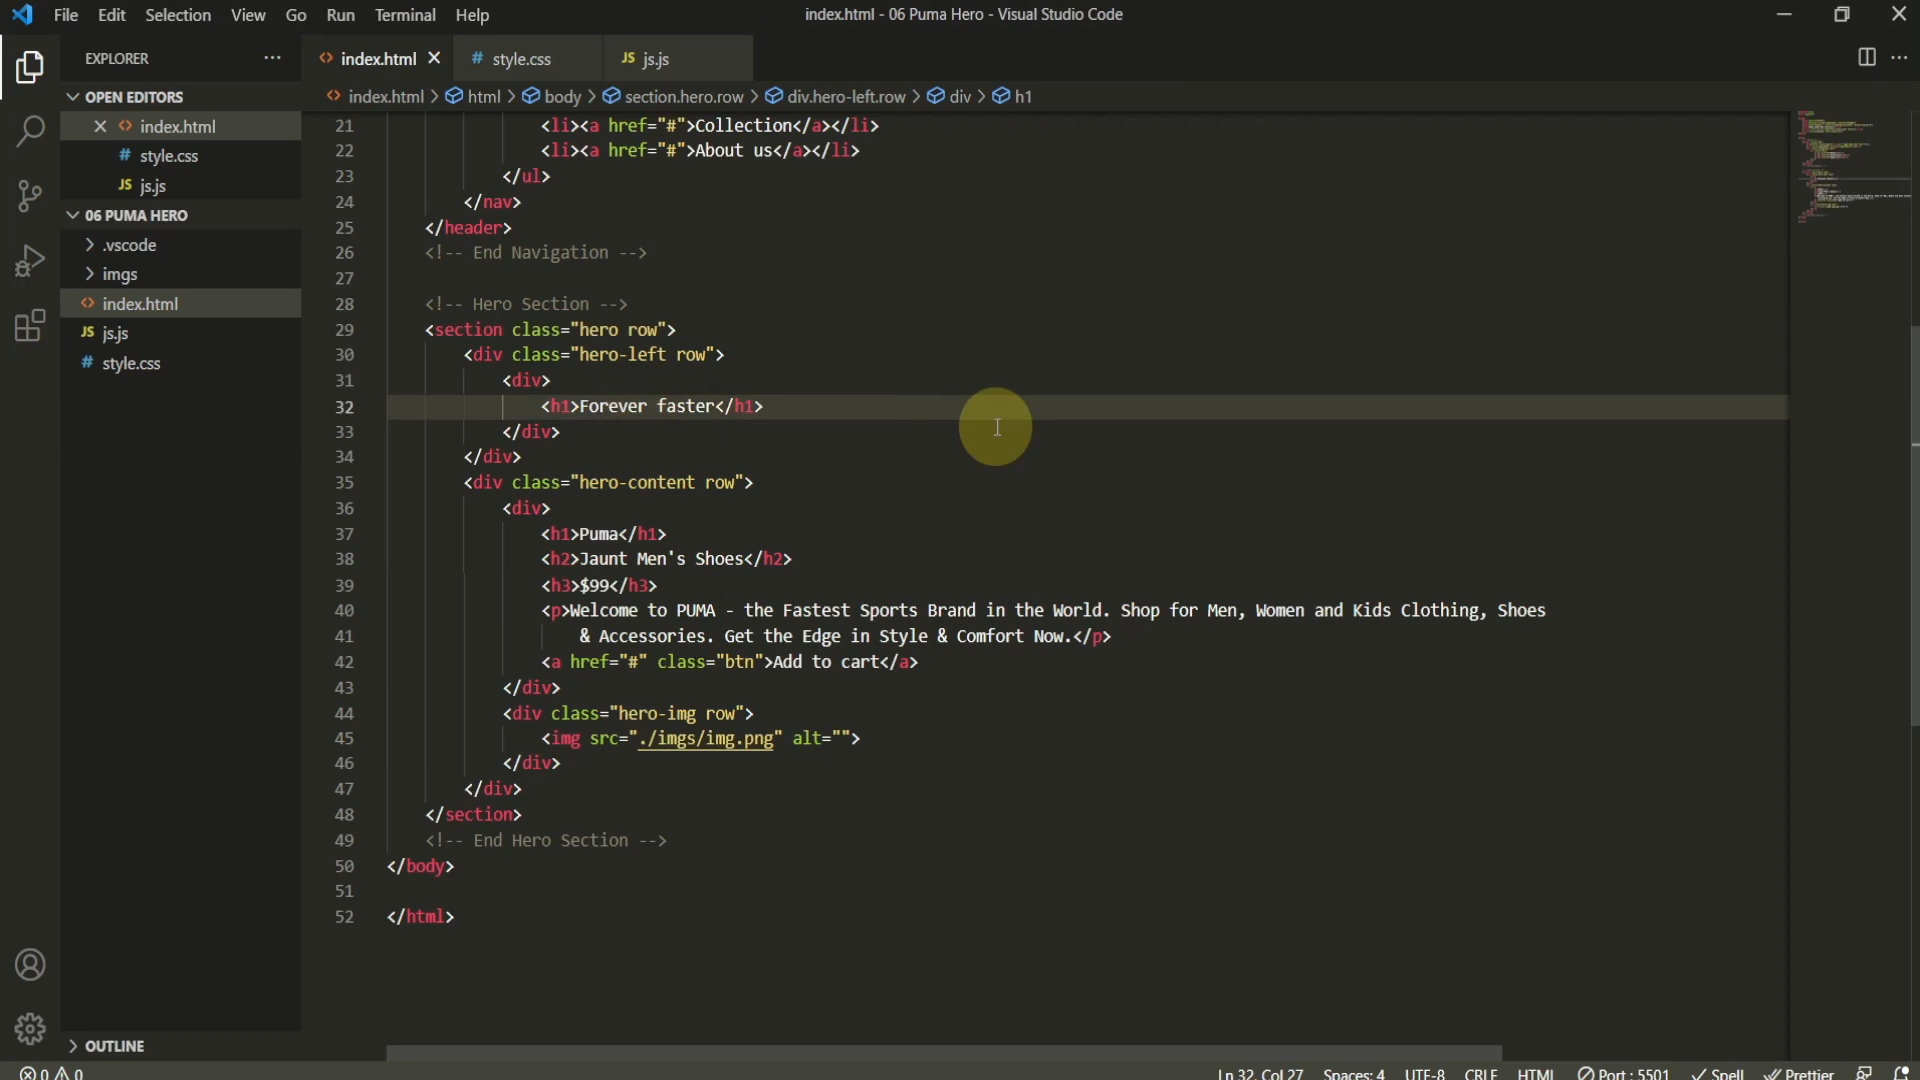 File Edit Selection View Go Run Terminal Help
index.html - 06 Puma Hero - Visual Studio Code
EXPLORER
index.html
# style.css
JS js.js
OPEN EDITORS
index.html
# style.css
JS js.js
06 PUMA HERO
.vscode
imgs
index.html
JS js.js
# style.css
OUTLINE
index.html > html > body > section.hero.row > div.hero-left.row > div > h1
21 <li><a href="#">Collection</a></li>
22 <li><a href="#">About us</a></li>
23 </ul>
24 </nav>
25 </header>
26 <!-- End Navigation -->
27
28 <!-- Hero Section -->
29 <section class="hero row">
30 <div class="hero-left row">
31 <div>
32 <h1>Forever faster</h1>
33 </div>
34 </div>
35 <div class="hero-content row">
36 <div>
37 <h1>Puma</h1>
38 <h2>Jaunt Men's Shoes</h2>
39 <h3>$99</h3>
40 <p>Welcome to PUMA - the Fastest Sports Brand in the World. Shop for Men, Women and Kids Clothing, Shoes
41 & Accessories. Get the Edge in Style & Comfort Now.</p>
42 <a href="#" class="btn">Add to cart</a>
43 </div>
44 <div class="hero-img row">
45 <img src="./imgs/img.png" alt="">
46 </div>
47 </div>
48 </section>
49 <!-- End Hero Section -->
50 </body>
51
52 </html>
0 0
Ln 32, Col 27 Spaces: 4 UTF-8 CRLF HTML Port : 5501 Spell Prettier